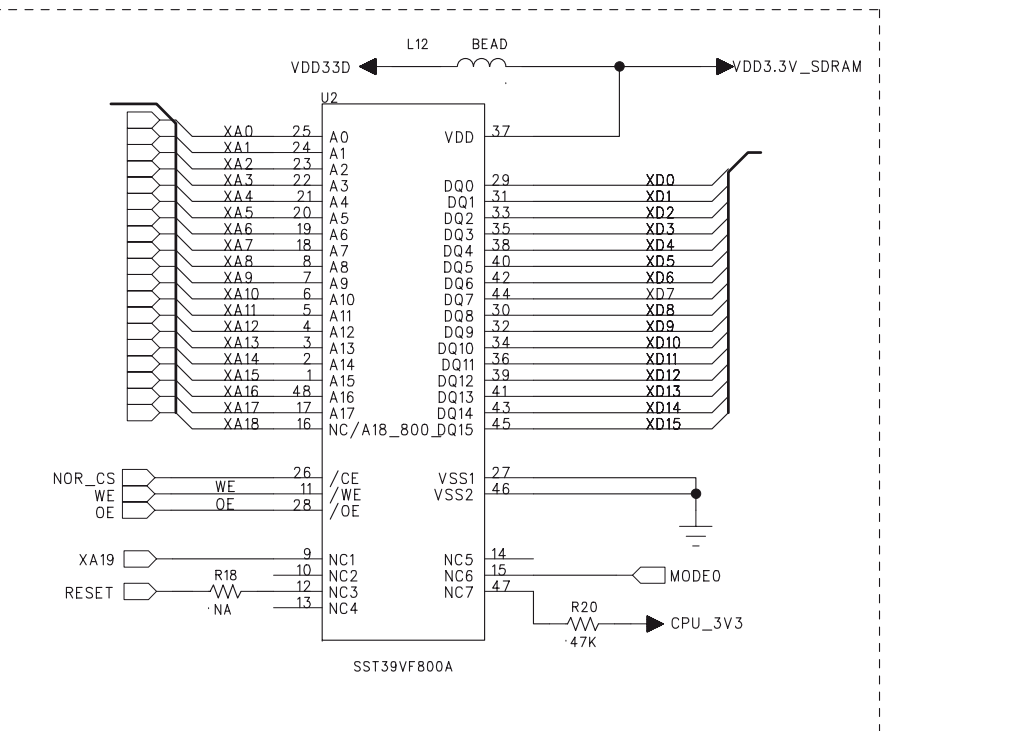 L12 BEAD
VDD33D VDD3.3V_SDRAM
U2
XA0 25 A0 VDD 37
XA1 24 A1
XA2 23 A2
XA3 22 A3 DQ0 29 XD0
XA4 21 A4 DQ1 31 XD1
XA5 20 A5 DQ2 33 XD2
XA6 19 A6 DQ3 35 XD3
XA7 18 A7 DQ4 38 XD4
XA8 8 A8 DQ5 40 XD5
XA9 7 A9 DQ6 42 XD6
XA10 6 A10 DQ7 44 XD7
XA11 5 A11 DQ8 30 XD8
XA12 4 A12 DQ9 32 XD9
XA13 3 A13 DQ10 34 XD10
XA14 2 A14 DQ11 36 XD11
XA15 1 A15 DQ12 39 XD12
XA16 48 A16 DQ13 41 XD13
XA17 17 A17 DQ14 43 XD14
XA18 16 NC/A18_800_DQ15 45 XD15
NOR_CS 26 /CE VSS1 27
WE WE 11 /WE VSS2 46
OE OE 28 /OE
XA19 9 NC1 NC5 14
10 NC2 NC6 15 MODE0
RESET R18 12 NC3 NC7 47
NA 13 NC4
R20 CPU_3V3
47K
SST39VF800A